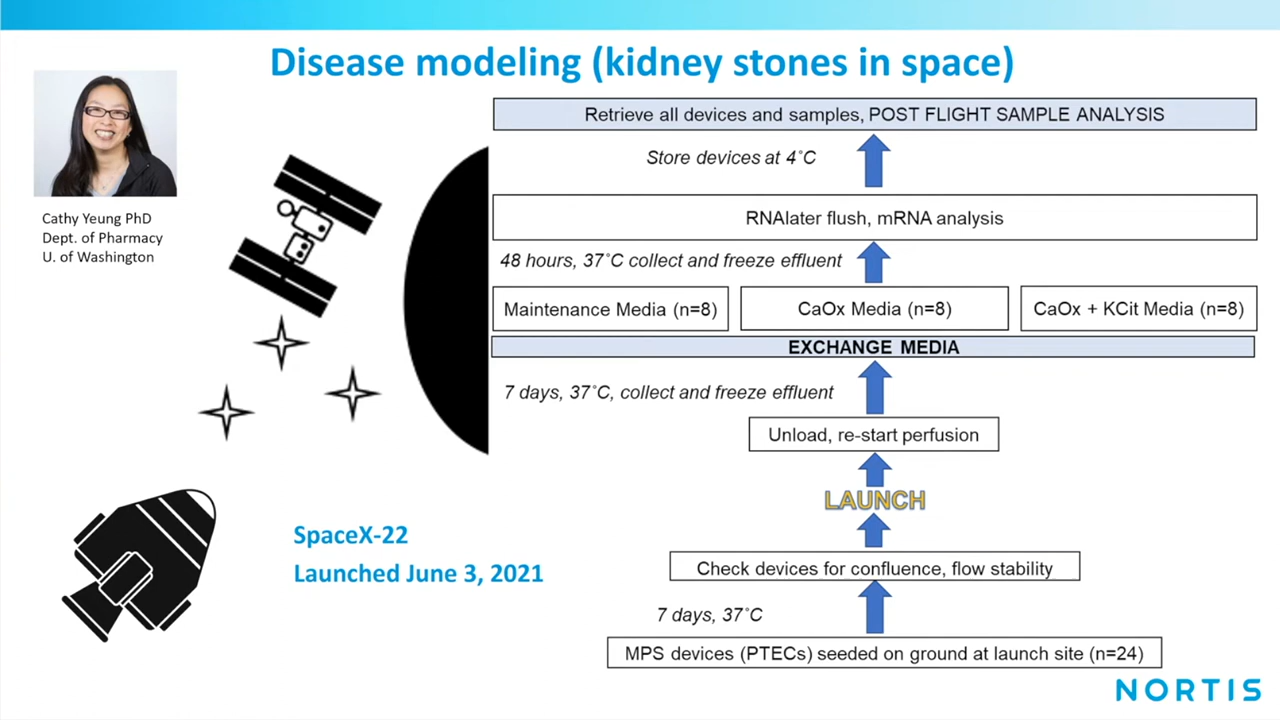 Disease modeling (kidney stones in space)
Cathy Yeung PhD
Dept. of Pharmacy
U. of Washington
Retrieve all devices and samples, POST FLIGHT SAMPLE ANALYSIS
Store devices at 4˚C
RNAlater flush, mRNA analysis
48 hours, 37˚C collect and freeze effluent
Maintenance Media (n=8)
CaOx Media (n=8)
CaOx + KCit Media (n=8)
EXCHANGE MEDIA
7 days, 37˚C, collect and freeze effluent
Unload, re-start perfusion
LAUNCH
SpaceX-22
Launched June 3, 2021
Check devices for confluence, flow stability
7 days, 37˚C
MPS devices (PTECs) seeded on ground at launch site (n=24)
NORTIS